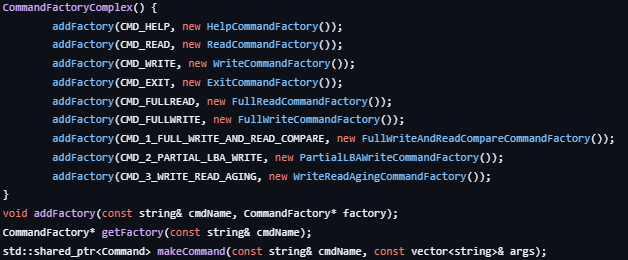 CommandFactoryComplex() {
addFactory(CMD_HELP, new HelpCommandFactory());
addFactory(CMD_READ, new ReadCommandFactory());
addFactory(CMD_WRITE, new WriteCommandFactory());
addFactory(CMD_EXIT, new ExitCommandFactory());
addFactory(CMD_FULLREAD, new FullReadCommandFactory());
addFactory(CMD_FULLWRITE, new FullWriteCommandFactory());
addFactory(CMD_1_FULL_WRITE_AND_READ_COMPARE, new FullWriteAndReadCompareCommandFactory());
addFactory(CMD_2_PARTIAL_LBA_WRITE, new PartialLBAWriteCommandFactory());
addFactory(CMD_3_WRITE_READ_AGING, new WriteReadAgingCommandFactory());
}
void addFactory(const string& cmdName, CommandFactory* factory);
CommandFactory* getFactory(const string& cmdName);
std::shared_ptr<Command> makeCommand(const string& cmdName, const vector<string>& args);